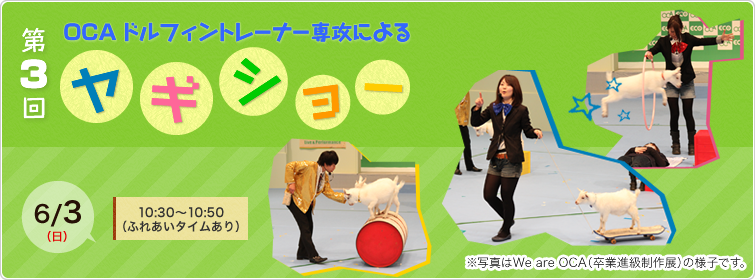 第3回
OCAドルフィントレーナー専攻による
ヤギショー
6/3
(日)
10:30~10:50
(ふれあいタイムあり)
※写真はWe are OCA(卒業進級制作展)の様子です。